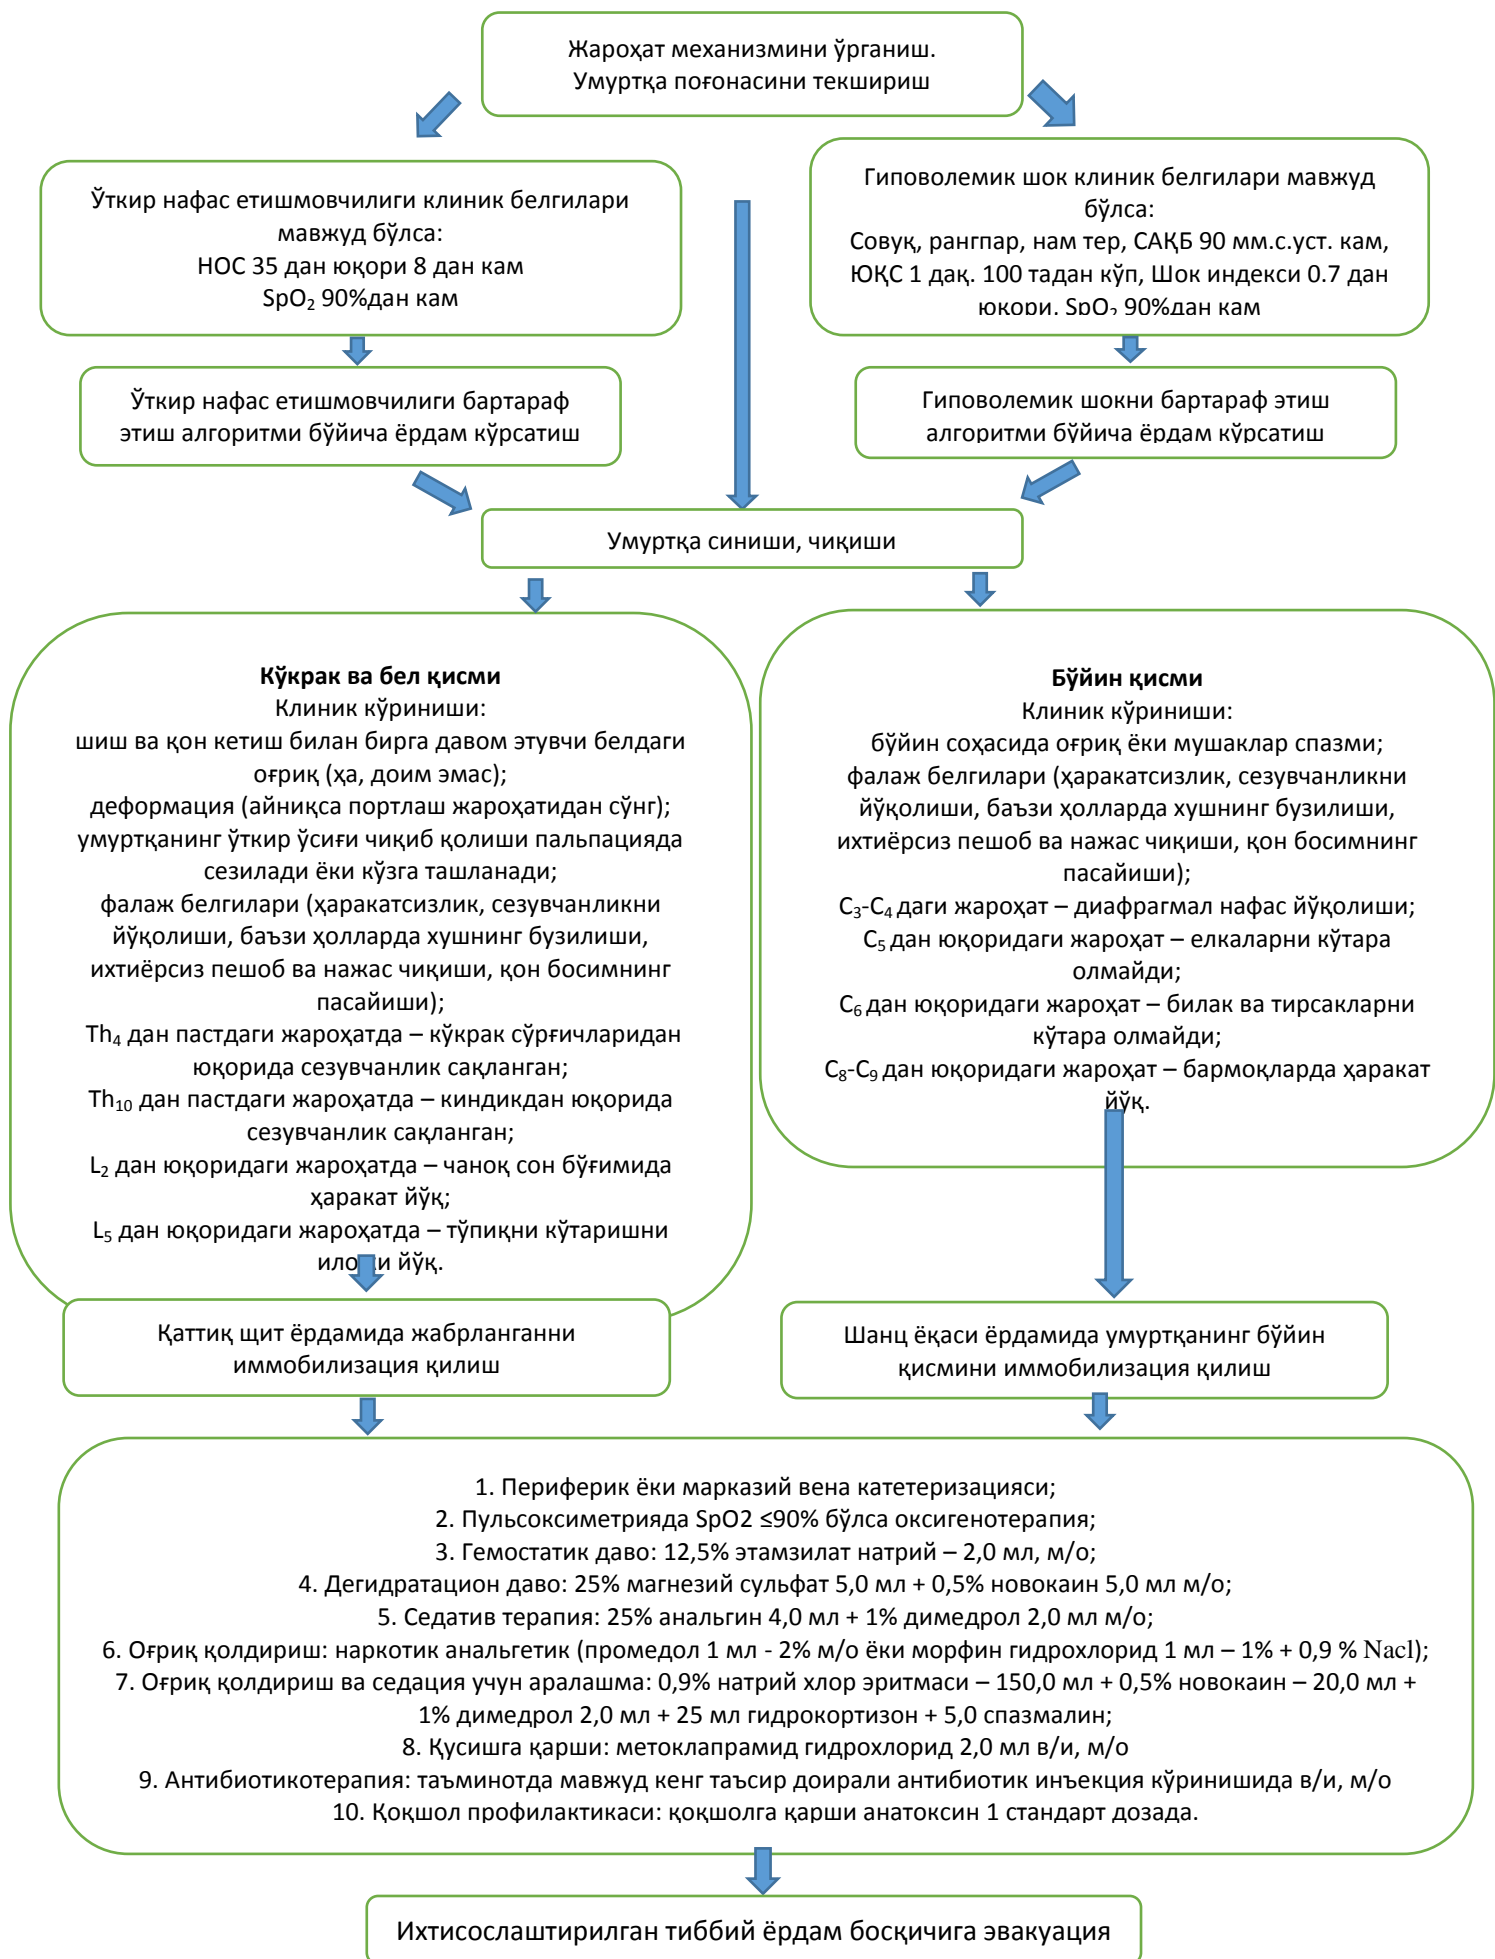 Жароҳат механизмини ўрганиш.
Умуртқа поғонасини текшириш
Ўткир нафас етишмовчилиги клиник белгилари
мавжуд бўлса:
НОС 35 дан юқори 8 дан кам
SpO₂ 90%дан кам
Гиповолемик шок клиник белгилари мавжуд
бўлса:
Совуқ, рангпар, нам тер, САҚБ 90 мм.с.уст. кам,
ЮҚС 1 дақ. 100 тадан кўп, Шок индекси 0.7 дан
юқори. SpO₂ 90%дан кам
Ўткир нафас етишмовчилиги бартараф
этиш алгоритми бўйича ёрдам кўрсатиш
Гиповолемик шокни бартараф этиш
алгоритми бўйича ёрдам кўрсатиш
Умуртқа синиши, чиқиши
Кўкрак ва бел қисми
Клиник кўриниши:
шиш ва қон кетиш билан бирга давом этувчи белдаги
оғриқ (ҳа, доим эмас);
деформация (айниқса портлаш жароҳатидан сўнг);
умуртқанинг ўткир ўсиғи чиқиб қолиши пальпацияда
сезилади ёки кўзга ташланади;
фалаж белгилари (ҳаракатсизлик, сезувчанликни
йўқолиши, баъзи ҳолларда хушнинг бузилиши,
ихтиёрсиз пешоб ва нажас чиқиши, қон босимнинг
пасайиши);
Th₄ дан пастдаги жароҳатда – кўкрак сўрғичларидан
юқорида сезувчанлик сақланган;
Th₁₀ дан пастдаги жароҳатда – киндикдан юқорида
сезувчанлик сақланган;
L₂ дан юқоридаги жароҳатда – чаноқ сон бўғимида
ҳаракат йўқ;
L₅ дан юқоридаги жароҳатда – тўпиқни кўтаришни
иложи йўқ.
Бўйин қисми
Клиник кўриниши:
бўйин соҳасида оғриқ ёки мушаклар спазми;
фалаж белгилари (ҳаракатсизлик, сезувчанликни
йўқолиши, баъзи ҳолларда хушнинг бузилиши,
ихтиёрсиз пешоб ва нажас чиқиши, қон босимнинг
пасайиши);
С₃-С₄ даги жароҳат – диафрагмал нафас йўқолиши;
С₅ дан юқоридаги жароҳат – елкаларни кўтара
олмайди;
С₆ дан юқоридаги жароҳат – билак ва тирсакларни
кўтара олмайди;
С₈-С₉ дан юқоридаги жароҳат – бармоқларда ҳаракат
йўқ.
Қаттиқ щит ёрдамида жабрланганни
иммобилизация қилиш
Шанц ёқаси ёрдамида умуртқанинг бўйин
қисмини иммобилизация қилиш
1. Периферик ёки марказий вена катетеризацияси;
2. Пульсоксиметрияда SpO2 ≤90% бўлса оксигенотерапия;
3. Гемостатик даво: 12,5% этамзилат натрий – 2,0 мл, м/о;
4. Дегидратацион даво: 25% магнезий сульфат 5,0 мл + 0,5% новокаин 5,0 мл м/о;
5. Седатив терапия: 25% анальгин 4,0 мл + 1% димедрол 2,0 мл м/о;
6. Оғриқ қолдириш: наркотик анальгетик (промедол 1 мл - 2% м/о ёки морфин гидрохлорид 1 мл – 1% + 0,9 % Nacl);
7. Оғриқ қолдириш ва седация учун аралашма: 0,9% натрий хлор эритмаси – 150,0 мл + 0,5% новокаин – 20,0 мл +
1% димедрол 2,0 мл + 25 мл гидрокортизон + 5,0 спазмалин;
8. Қусишга қарши: метоклапрамид гидрохлорид 2,0 мл в/и, м/о
9. Антибиотикотерапия: таъминотда мавжуд кенг таъсир доирали антибиотик инъекция кўринишида в/и, м/о
10. Қоқшол профилактикаси: қоқшолга қарши анатоксин 1 стандарт дозада.
Ихтисослаштирилган тиббий ёрдам босқичига эвакуация